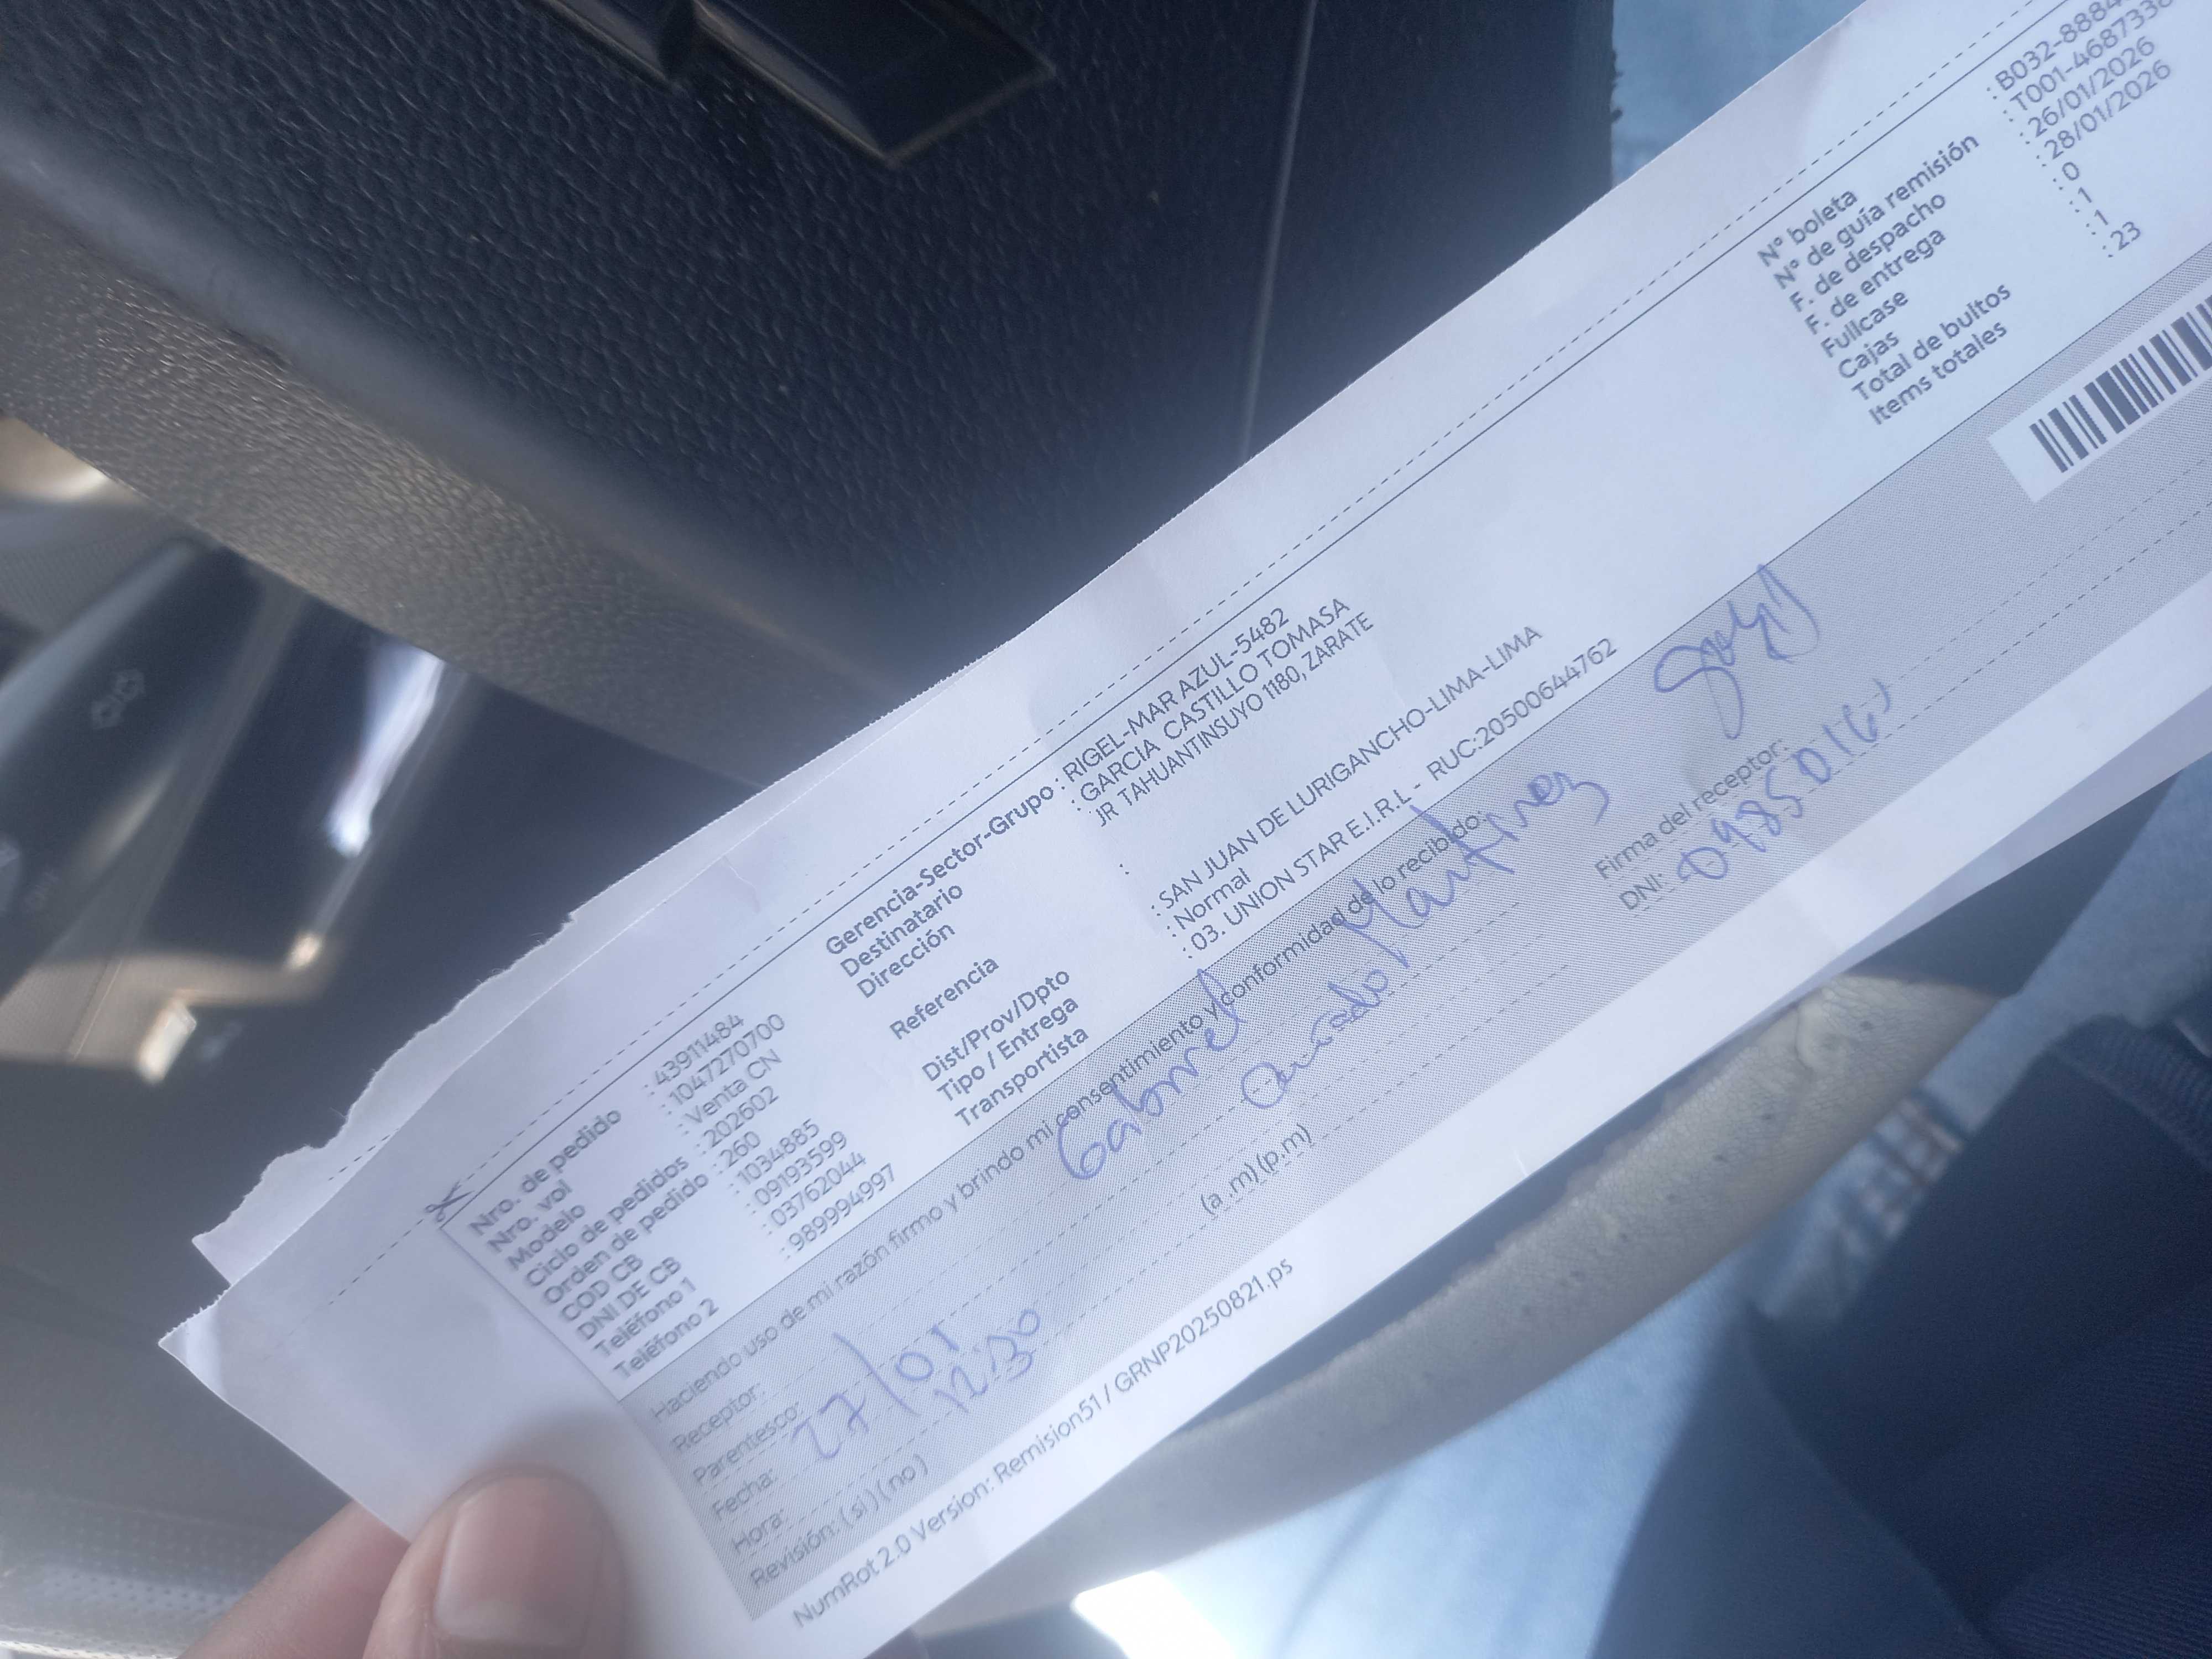 Nro. de pedido : 43911484
Nro. vol : 1047270700
Modelo : Venta CN
Ciclo de pedidos : 202602
Orden de pedido : 260
COD CB : 1034885
DNI DE CB : 09193599
Teléfono 1 : 03762044
Teléfono 2 : 989994997
Gerencia-Sector-Grupo : RIGEL-MAR AZUL-5482
Destinatario : GARCIA CASTILLO TOMASA
Dirección JR TAHUANTINSUYO 1180, ZARATE
Referencia :
Dist/Prov/Dpto : SAN JUAN DE LURIGANCHO-LIMA-LIMA
Tipo / Entrega : Normal
Transportista : 03. UNION STAR E.I.R.L - RUC:20500644762
N° boleta : B032-8884
N° de guía remisión : T001-4687338
F. de despacho : 26/01/2026
F. de entrega : 28/01/2026
Fullcase : 0
Cajas : 1
Total de bultos : 1
Items totales : 23
Haciendo uso de mi razón firmo y brindo mi consentimiento y conformidad de lo recibido:
Receptor: Gabriel Martinez
Parentesco:
Fecha: 27/01
Hora: 12:30 (a .m) (p.m)
Revisión: ( si ) ( no )
Firma del receptor:
DNI:
NumRot 2.0 Version: Remision51 / GRNP20250821.ps